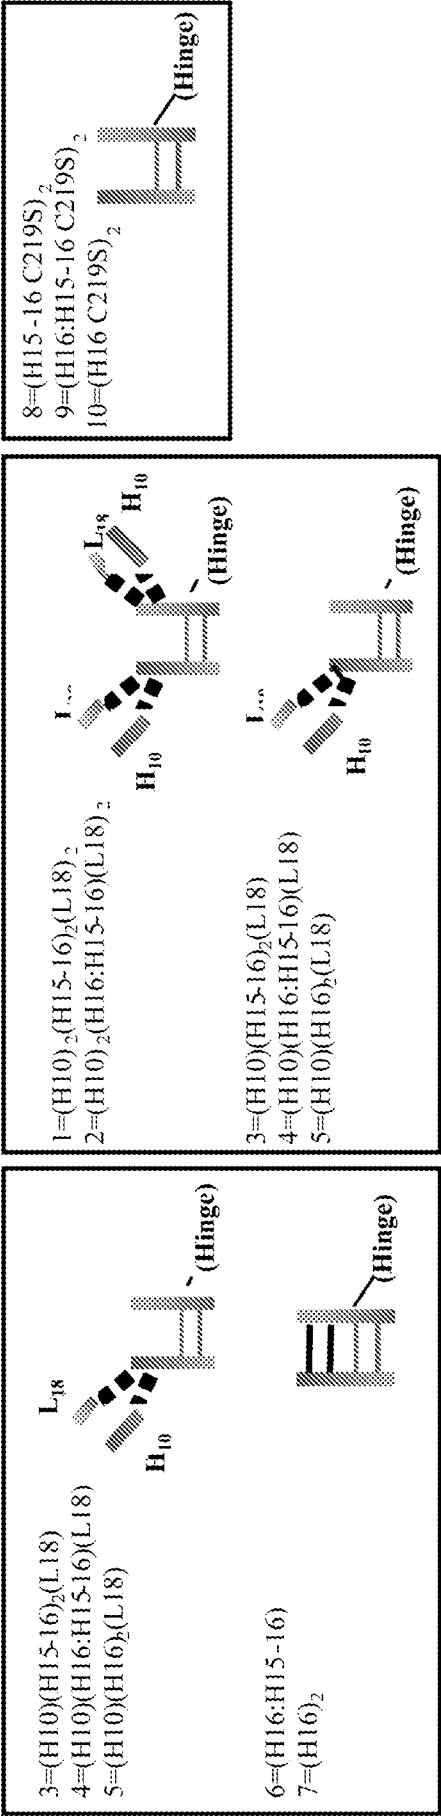 3=(H10)(H15-16)₂(L18)
4=(H10)(H16:H15-16)(L18)
5=(H10)(H16)₂(L18)
L₁₈
H₁₀
(Hinge)
6=(H16:H15-16)
7=(H16)₂
(Hinge)
1=(H10)₂(H15-16)₂(L18)₂
2=(H10)₂(H16:H15-16)(L18)₂
H₁₀
L₁₈
H₁₀
(Hinge)
3=(H10)(H15-16)₂(L18)
4=(H10)(H16:H15-16)(L18)
5=(H10)(H16)₂(L18)
H₁₀
(Hinge)
8=(H15-16 C219S)₂
9=(H16:H15-16 C219S)₂
10=(H16 C219S)₂
(Hinge)